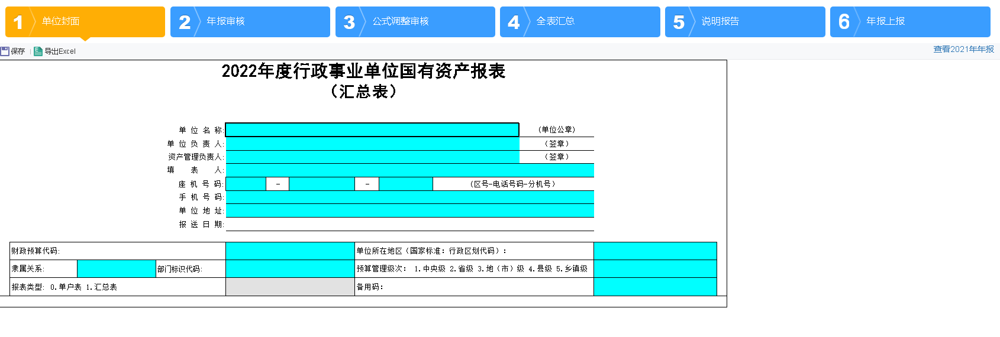 1 单位封面 2 年报审核 3 公式调整审核 4 全表汇总 5 说明报告 6 年报上报
保存 导出Excel 查看2021年年报
2022年度行政事业单位国有资产报表
（汇总表）
单 位 名 称: （单位公章）
单 位 负 责 人: （签章）
资产管理负责人: （签章）
填 表 人:
座 机 号 码: - - （区号-电话号码-分机号）
手 机 号 码:
单 位 地 址:
报 送 日 期:
财政预算代码: 单位所在地区（国家标准：行政区划代码）：
隶属关系: 部门标识代码: 预算管理级次： 1.中央级 2.省级 3.地（市）级 4.县级 5.乡镇级
报表类型: 0.单户表 1.汇总表 备用码：